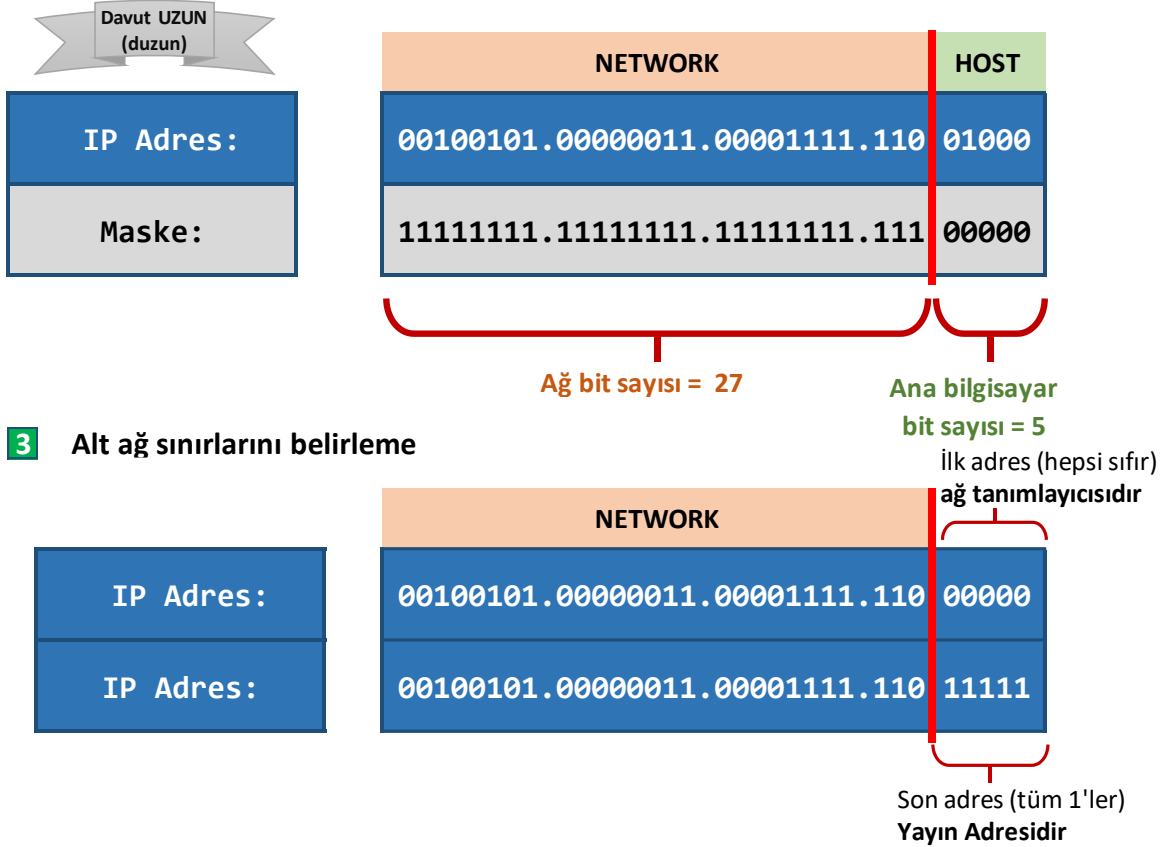 Davut UZUN
(duzun)
NETWORK HOST
IP Adres: 00100101.00000011.00001111.110 01000
Maske: 11111111.11111111.11111111.111 00000
Ağ bit sayısı = 27
Ana bilgisayar
bit sayısı = 5
3 Alt ağ sınırlarını belirleme
İlk adres (hepsi sıfır)
ağ tanımlayıcısıdır
NETWORK
IP Adres: 00100101.00000011.00001111.110 00000
IP Adres: 00100101.00000011.00001111.110 11111
Son adres (tüm 1'ler)
Yayın Adresidir